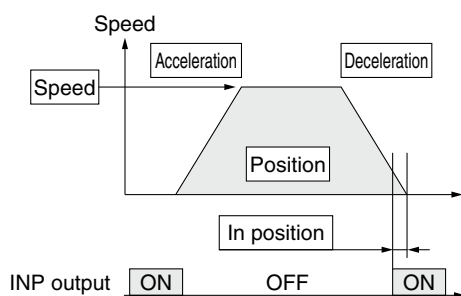 Speed
Acceleration
Deceleration
Speed
Position
In position
INP output ON OFF ON